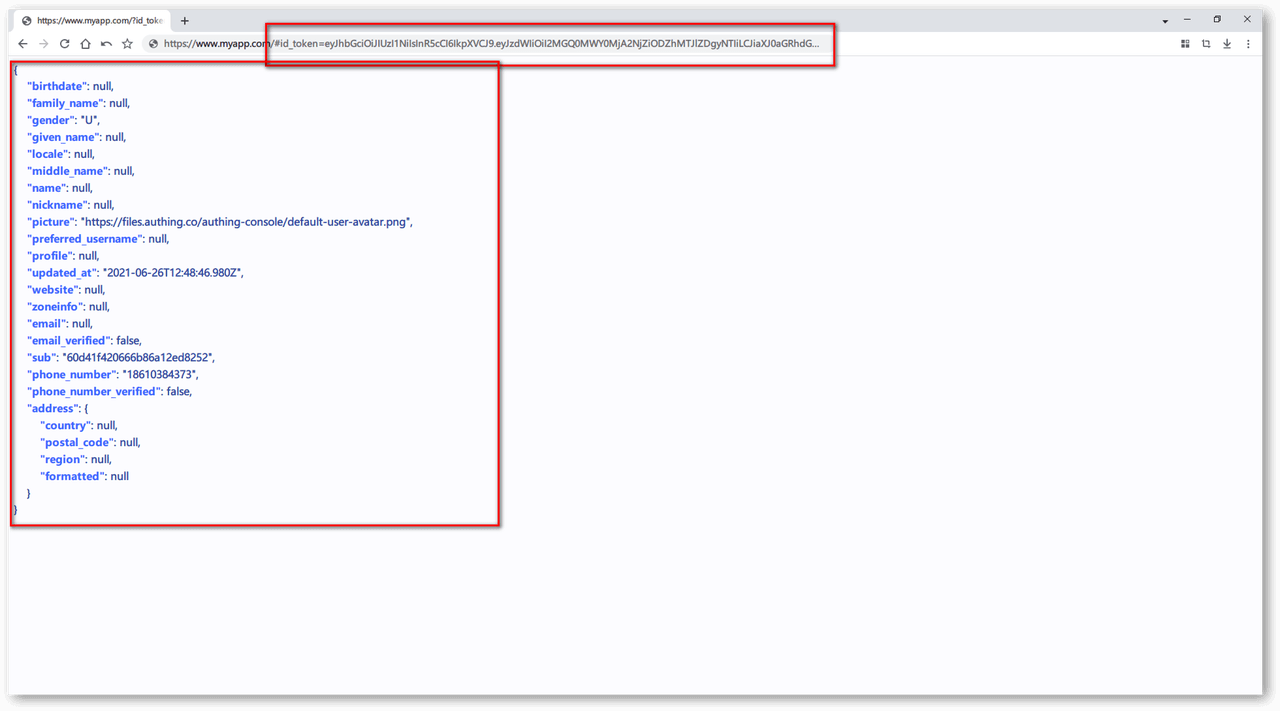 https://www.myapp.com/?id_toke
https://www.myapp.com/#id_token=eyJhbGciOiJIUzI1NiIsInR5cCI6IkpXVCJ9.eyJzdWIiOiI2MGQ0MWY0MjA2NjZiODZhMTJlZDgyNTIiLCJiaXJ0aGRhdG...
{
"birthdate": null,
"family_name": null,
"gender": "U",
"given_name": null,
"locale": null,
"middle_name": null,
"name": null,
"nickname": null,
"picture": "https://files.authing.co/authing-console/default-user-avatar.png",
"preferred_username": null,
"profile": null,
"updated_at": "2021-06-26T12:48:46.980Z",
"website": null,
"zoneinfo": null,
"email": null,
"email_verified": false,
"sub": "60d41f420666b86a12ed8252",
"phone_number": "18610384373",
"phone_number_verified": false,
"address": {
"country": null,
"postal_code": null,
"region": null,
"formatted": null
}
}